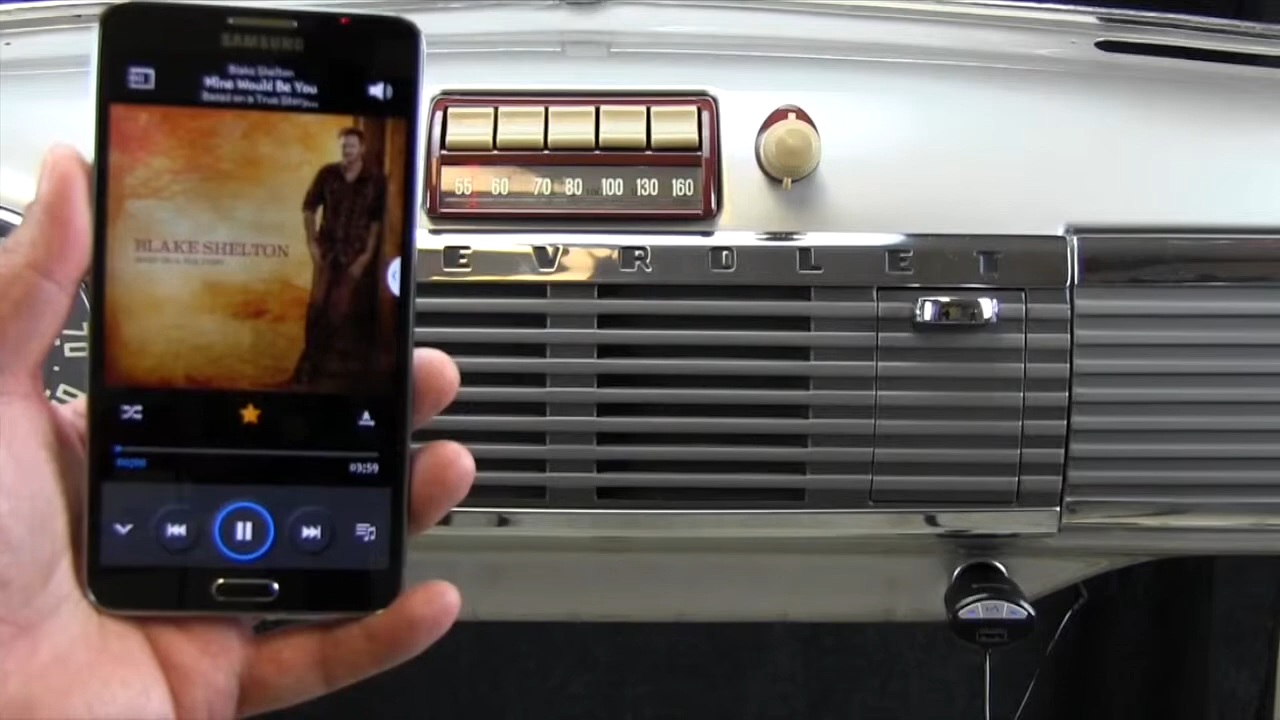 SAMSUNG
Blake Shelton
Mine Would Be You
Based on a True Story...
BLAKE SHELTON
03:59
55 60 70 80 100 130 160
EVROLET
70